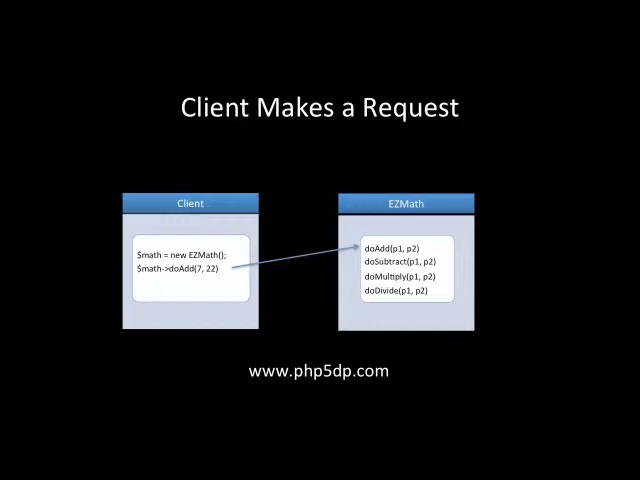 Client Makes a Request
Client
$math = new EZMath();
$math->doAdd(7, 22)
EZMath
doAdd(p1, p2)
doSubtract(p1, p2)
doMultiply(p1, p2)
doDivide(p1, p2)
www.php5dp.com